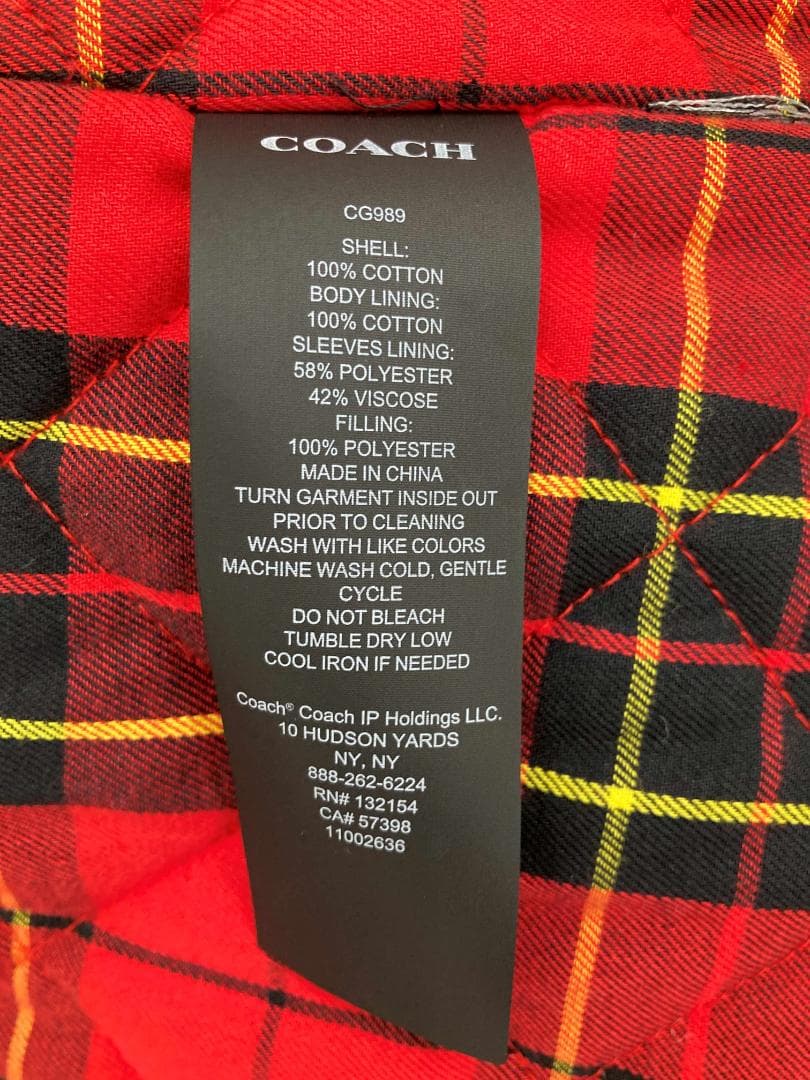 COACH
CG989
SHELL:
100% COTTON
BODY LINING:
100% COTTON
SLEEVES LINING:
58% POLYESTER
42% VISCOSE
FILLING:
100% POLYESTER
MADE IN CHINA
TURN GARMENT INSIDE OUT
PRIOR TO CLEANING
WASH WITH LIKE COLORS
MACHINE WASH COLD, GENTLE
CYCLE
DO NOT BLEACH
TUMBLE DRY LOW
COOL IRON IF NEEDED
Coach® Coach IP Holdings LLC.
10 HUDSON YARDS
NY, NY
888-262-6224
RN# 132154
CA# 57398
11002636